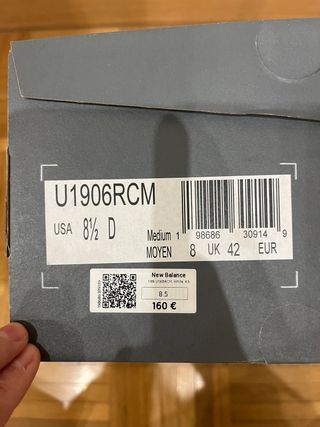 U1906RCM
USA 8½ D
Medium 1 98686 30914 9
MOYEN 8 UK 42 EUR
New Balance
8.5
160 €